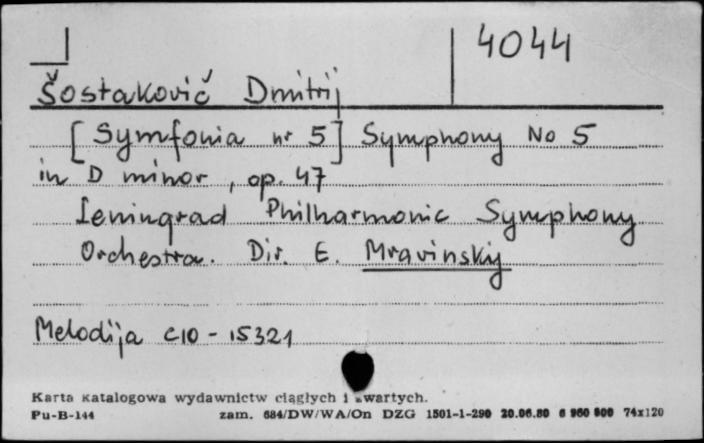 4044
Šostakovič Dmitrij
[Symfonia nr 5] Symphony No 5
in D minor, op. 47
Leningrad Philharmonic Symphony
Orchestra. Dir. E. Mravinskij
Melodija C10 - 15321
Karta katalogowa wydawnictw ciągłych i zwartych.
Pu-B-144 zam. 684/DW/WA/On DZG 1501-1-290 20.06.80 6 960 000 74x120